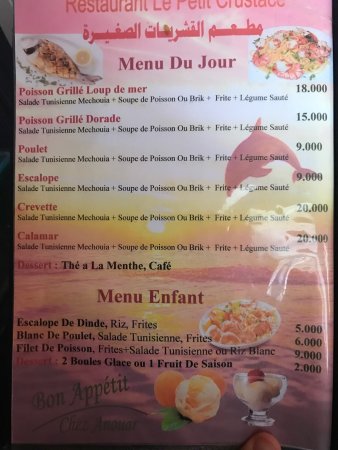 Restaurant Le Petit Crustacé
مطعم القشريات الصغيرة
Menu Du Jour
Poisson Grillé Loup de mer 18.000
Salade Tunisienne Mechouia + Soupe de Poisson Ou Brik + Frite + Légume Sauté
Poisson Grillé Dorade 15.000
Salade Tunisienne Mechouia + Soupe de Poisson Ou Brik + Frite + Légume Sauté
Poulet 9.000
Salade Tunisienne Mechouia + Soupe de Poisson Ou Brik + Frite + Légume Sauté
Escalope 9.000
Salade Tunisienne Mechouia + Soupe de Poisson Ou Brik + Frite + Légume Sauté
Crevette 20.000
Salade Tunisienne Mechouia + Soupe de Poisson Ou Brik + Frite + Légume Sauté
Calamar 20.000
Salade Tunisienne Mechouia + Soupe de Poisson Ou Brik + Frite + Légume Sauté
Dessert : Thé a La Menthe, Café
Menu Enfant
Escalope De Dinde, Riz, Frites 5.000
Blanc De Poulet, Salade Tunisienne, Frites 6.000
Filet De Poisson, Frites+Salade Tunisienne ou Riz Blanc 9.000
Dessert : 2 Boules Glace ou 1 Fruit De Saison 2.000
Bon Appétit
Chez Anouar